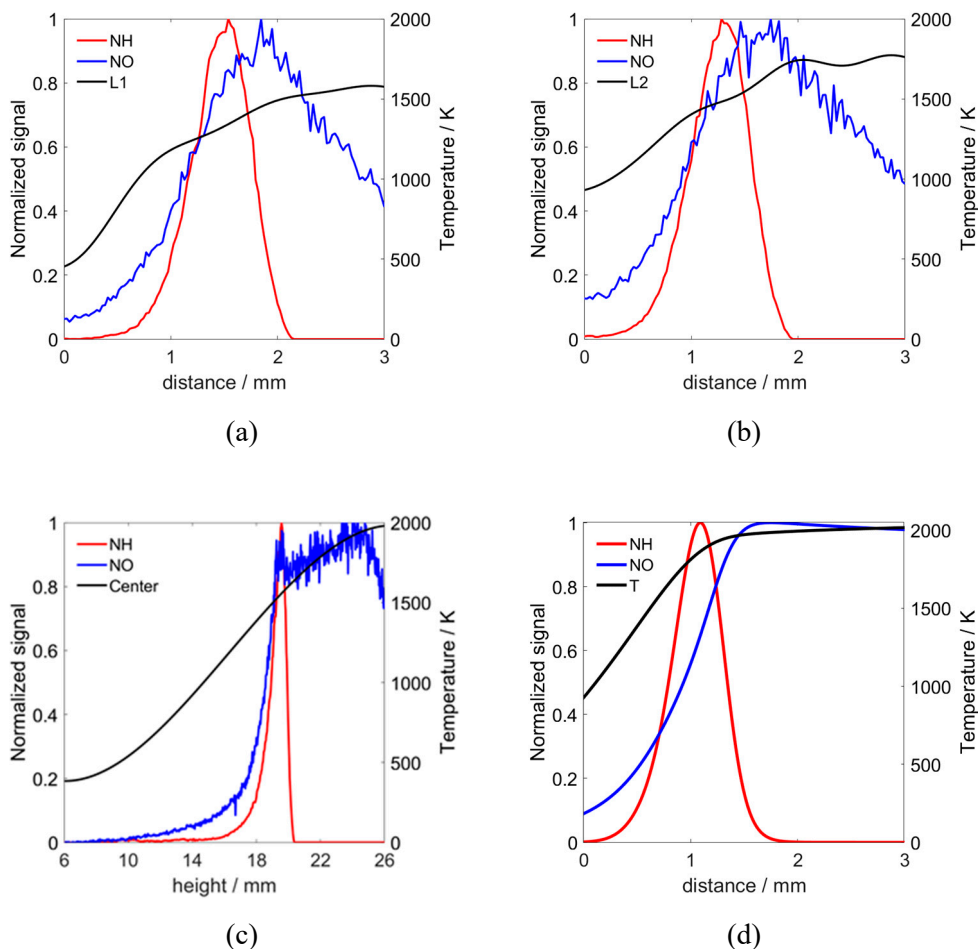 1
0.8
0.6
0.4
0.2
0
Normalized signal
NH
NO
L1
2000
1500
1000
500
0
Temperature / K
0 1 2 3
distance / mm
(a)
1
0.8
0.6
0.4
0.2
0
Normalized signal
NH
NO
L2
2000
1500
1000
500
0
Temperature / K
0 1 2 3
distance / mm
(b)
1
0.8
0.6
0.4
0.2
0
Normalized signal
NH
NO
Center
2000
1500
1000
500
0
Temperature / K
6 10 14 18 22 26
height / mm
(c)
1
0.8
0.6
0.4
0.2
0
Normalized signal
NH
NO
T
2000
1500
1000
500
0
Temperature / K
0 1 2 3
distance / mm
(d)